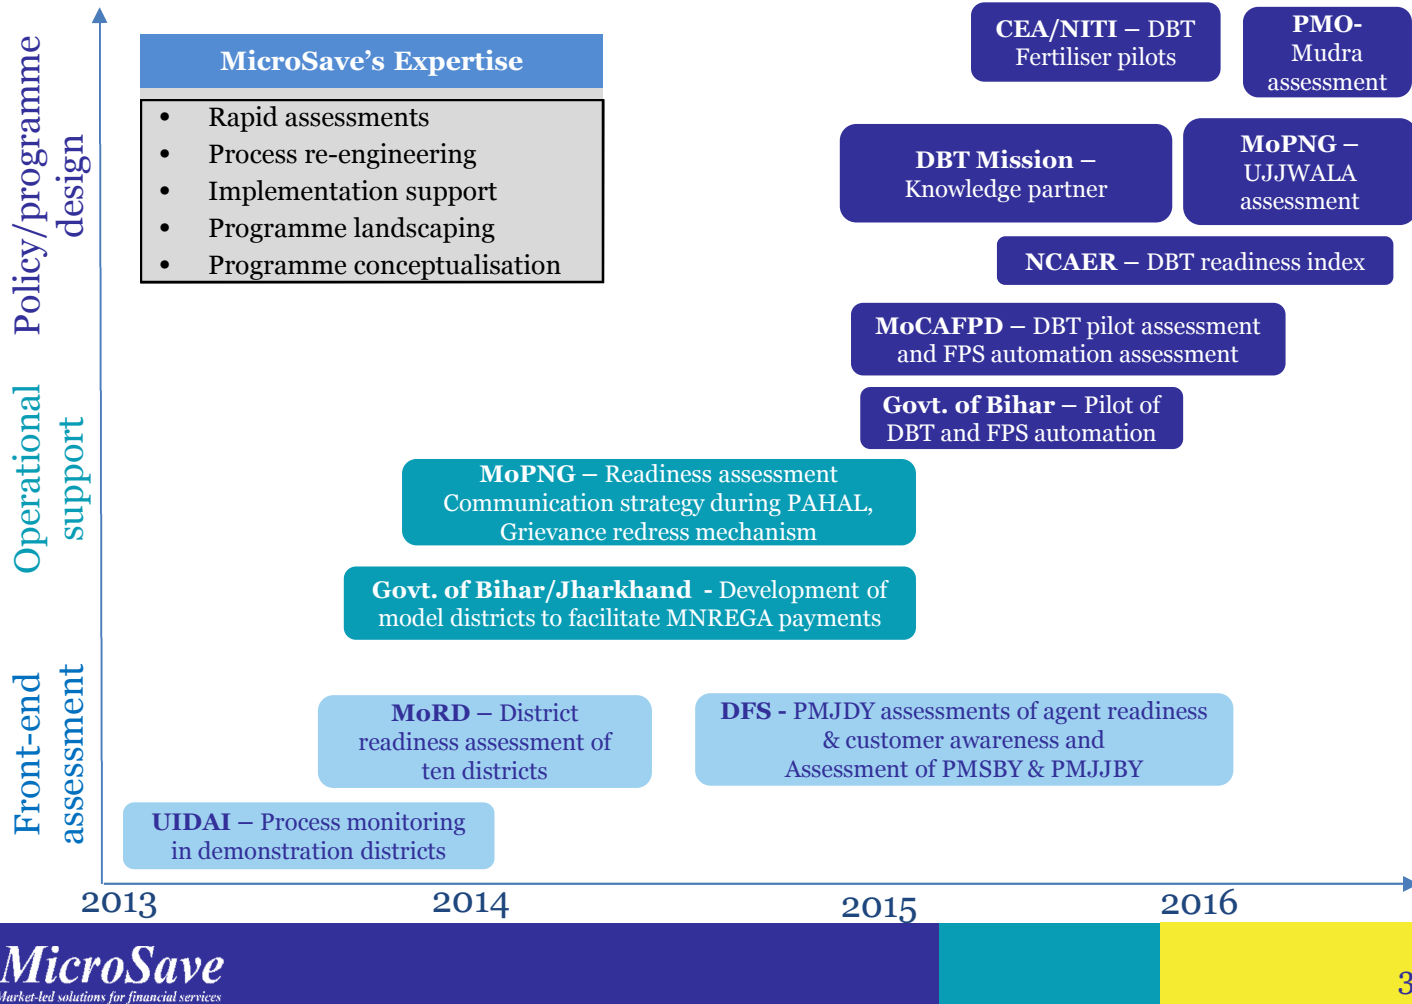 Policy/programme
design
Operational
support
Front-end
assessment
MicroSave's Expertise
• Rapid assessments
• Process re-engineering
• Implementation support
• Programme landscaping
• Programme conceptualisation
CEA/NITI – DBT
Fertiliser pilots
PMO-
Mudra
assessment
DBT Mission –
Knowledge partner
MoPNG –
UJJWALA
assessment
NCAER – DBT readiness index
MoCAFPD – DBT pilot assessment
and FPS automation assessment
Govt. of Bihar – Pilot of
DBT and FPS automation
MoPNG – Readiness assessment
Communication strategy during PAHAL,
Grievance redress mechanism
Govt. of Bihar/Jharkhand - Development of
model districts to facilitate MNREGA payments
MoRD – District
readiness assessment of
ten districts
DFS - PMJDY assessments of agent readiness
& customer awareness and
Assessment of PMSBY & PMJJBY
UIDAI – Process monitoring
in demonstration districts
2013
2014
2015
2016
MicroSave
Market-led solutions for financial services
3